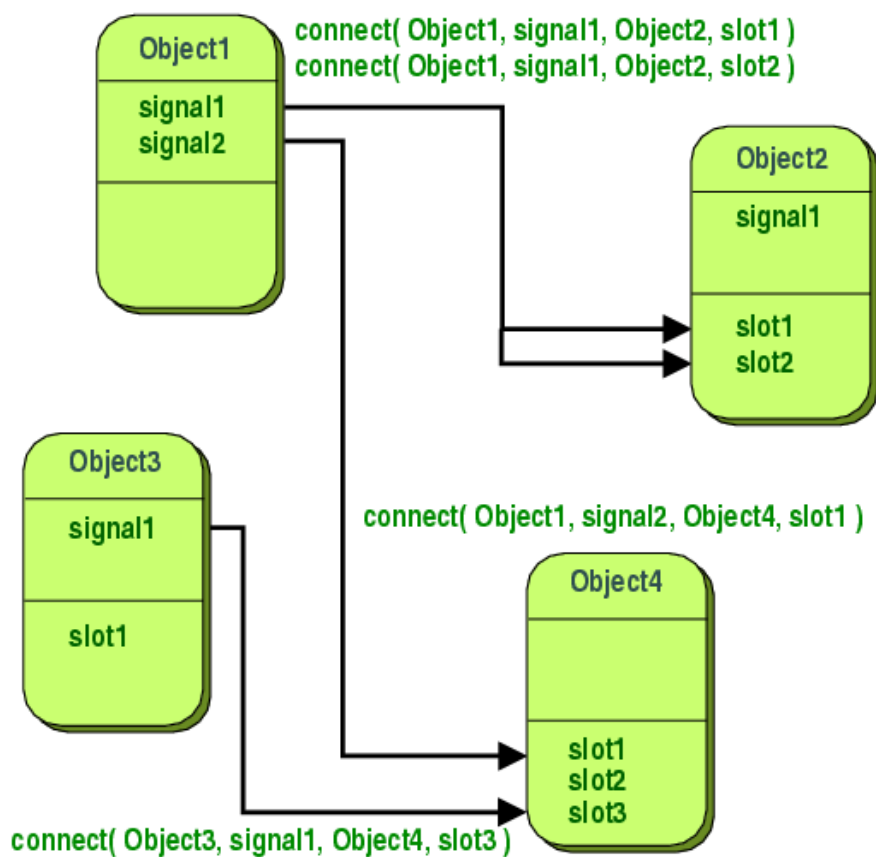 Object1
signal1
signal2
connect( Object1, signal1, Object2, slot1 )
connect( Object1, signal1, Object2, slot2 )
Object2
signal1
slot1
slot2
Object3
signal1
slot1
connect( Object1, signal2, Object4, slot1 )
Object4
slot1
slot2
slot3
connect( Object3, signal1, Object4, slot3 )